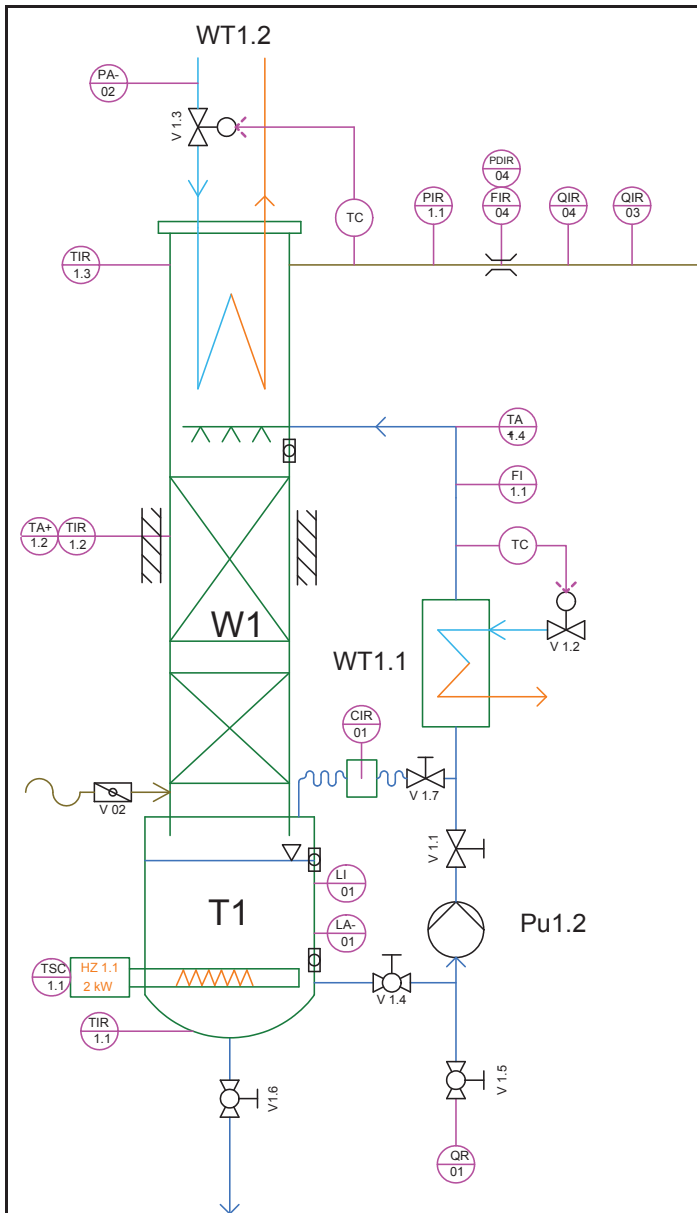 WT1.2
PA-
02
V 1.3
PDIR
04
TC
PIR
1.1
FIR
04
QIR
04
QIR
03
TIR
1.3
TA
+
1.4
FI
1.1
TA+
1.2
TIR
1.2
TC
W1
WT1.1
V 1.2
CIR
01
V 02
V 1.7
V 1.1
LI
01
T1
Pu1.2
LA-
01
TSC
1.1
HZ 1.1
2 kW
V 1.4
TIR
1.1
V1.6
V 1.5
QR
01